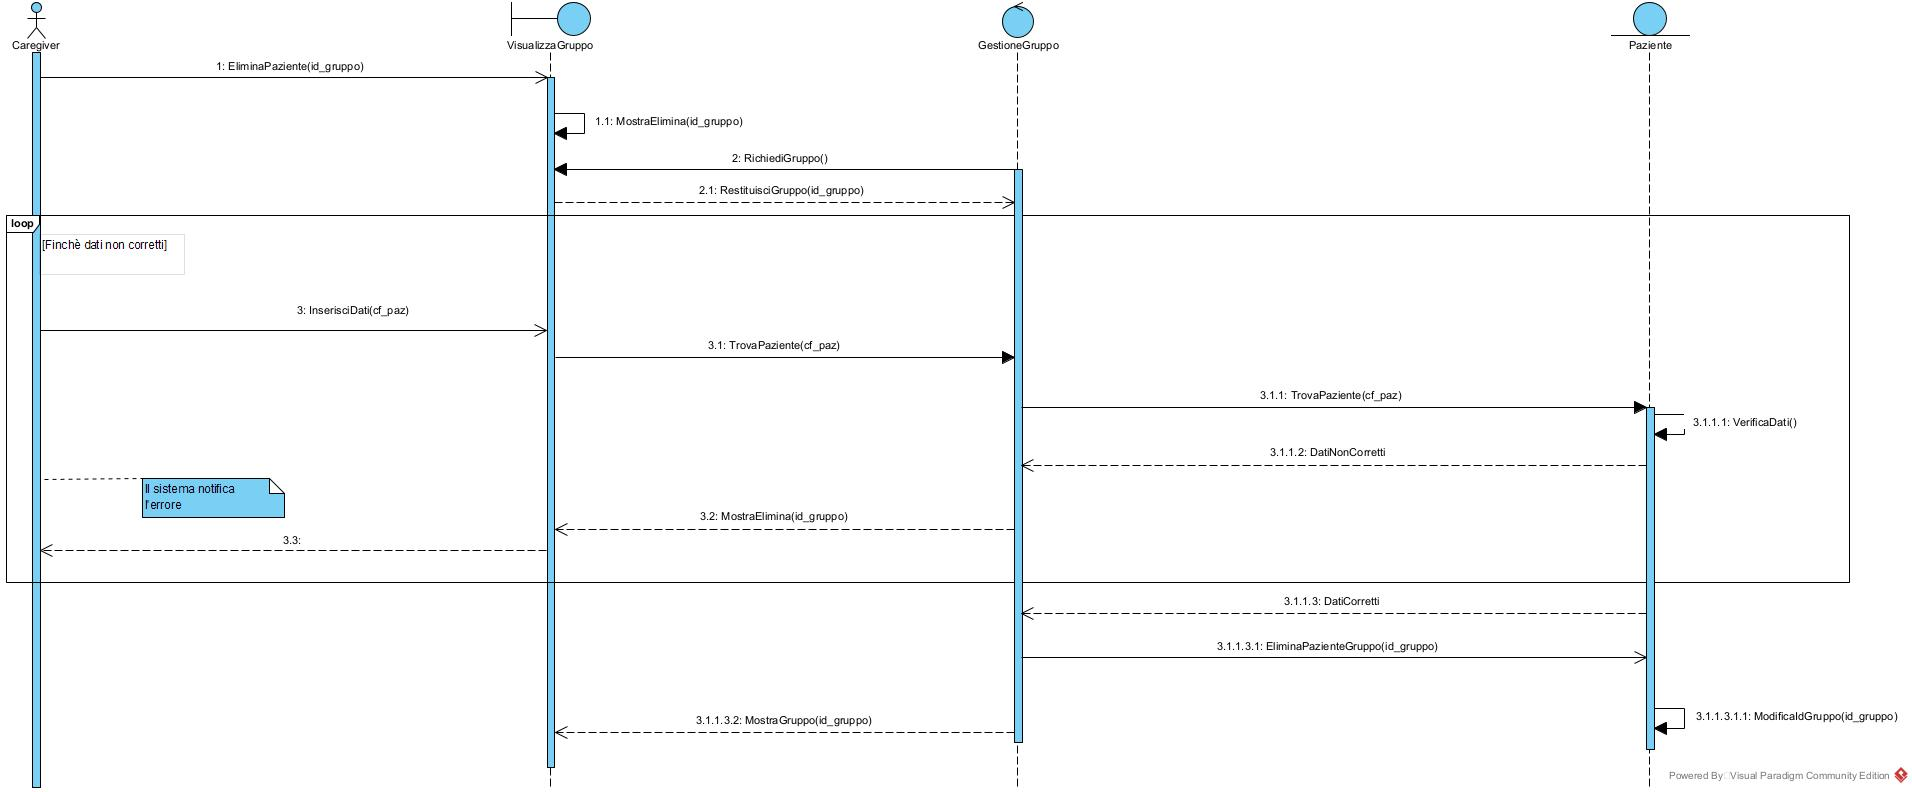 Caregiver
VisualizzaGruppo
GestioneGruppo
Paziente
1: EliminaPaziente(id_gruppo)
1.1: MostraElimina(id_gruppo)
2: RichiediGruppo()
2.1: RestituisciGruppo(id_gruppo)
loop
[Finchè dati non corretti]
3: InserisciDati(cf_paz)
3.1: TrovaPaziente(cf_paz)
3.1.1: TrovaPaziente(cf_paz)
3.1.1.1: VerificaDati()
3.1.1.2: DatiNonCorretti
Il sistema notifica
l'errore
3.2: MostraElimina(id_gruppo)
3.3:
3.1.1.3: DatiCorretti
3.1.1.3.1: EliminaPazienteGruppo(id_gruppo)
3.1.1.3.2: MostraGruppo(id_gruppo)
3.1.1.3.1.1: ModificaIdGruppo(id_gruppo)
Powered By Visual Paradigm Community Edition